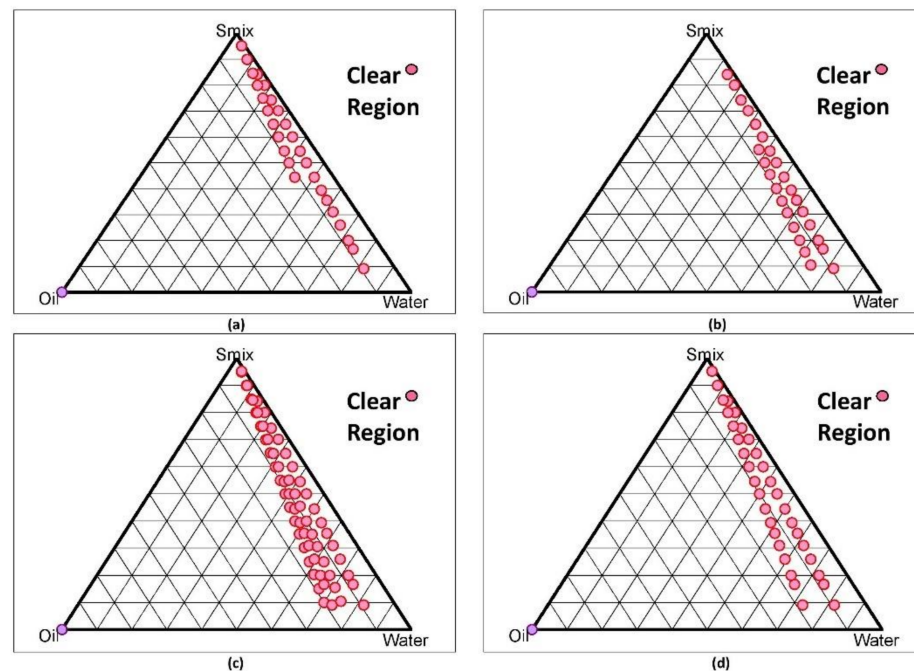 Smix
Clear
Region
Oil
Water
(a)
Smix
Clear
Region
Oil
Water
(b)
Smix
Clear
Region
Oil
Water
(c)
Smix
Clear
Region
Oil
Water
(d)